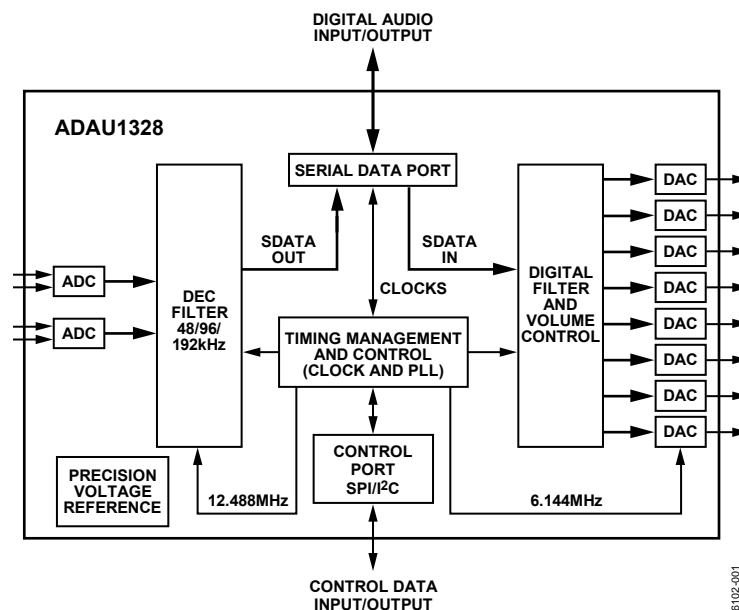 DIGITAL AUDIO
INPUT/OUTPUT
ADAU1328
SERIAL DATA PORT
SDATA
OUT
SDATA
IN
CLOCKS
ADC
ADC
DEC
FILTER
48/96/
192kHz
TIMING MANAGEMENT
AND CONTROL
(CLOCK AND PLL)
DIGITAL
FILTER
AND
VOLUME
CONTROL
DAC
DAC
DAC
DAC
DAC
DAC
DAC
DAC
PRECISION
VOLTAGE
REFERENCE
12.488MHz
CONTROL
PORT
SPI/I²C
6.144MHz
CONTROL DATA
INPUT/OUTPUT
6102-001